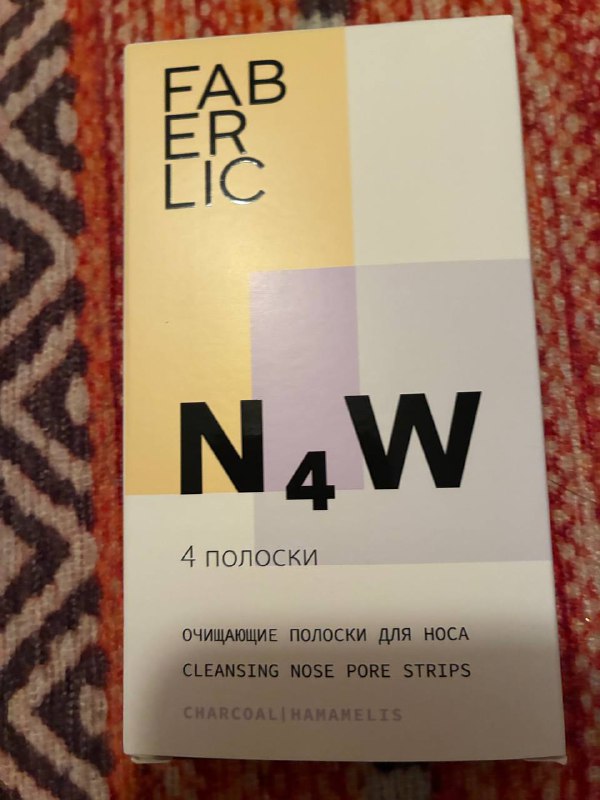 FAB
ER
LIC
N4W
4 полоски
ОЧИЩАЮЩИЕ ПОЛОСКИ ДЛЯ НОСА
CLEANSING NOSE PORE STRIPS
CHARCOAL|HAMAMELIS